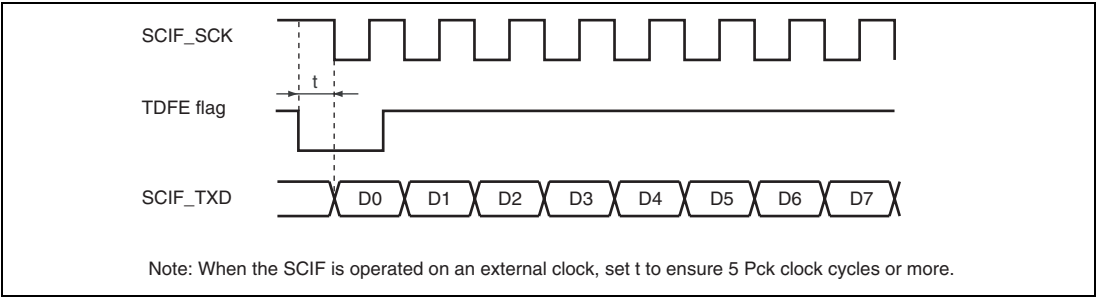 SCIF_SCK
t
TDFE flag
SCIF_TXD
D0 D1 D2 D3 D4 D5 D6 D7
Note: When the SCIF is operated on an external clock, set t to ensure 5 Pck clock cycles or more.